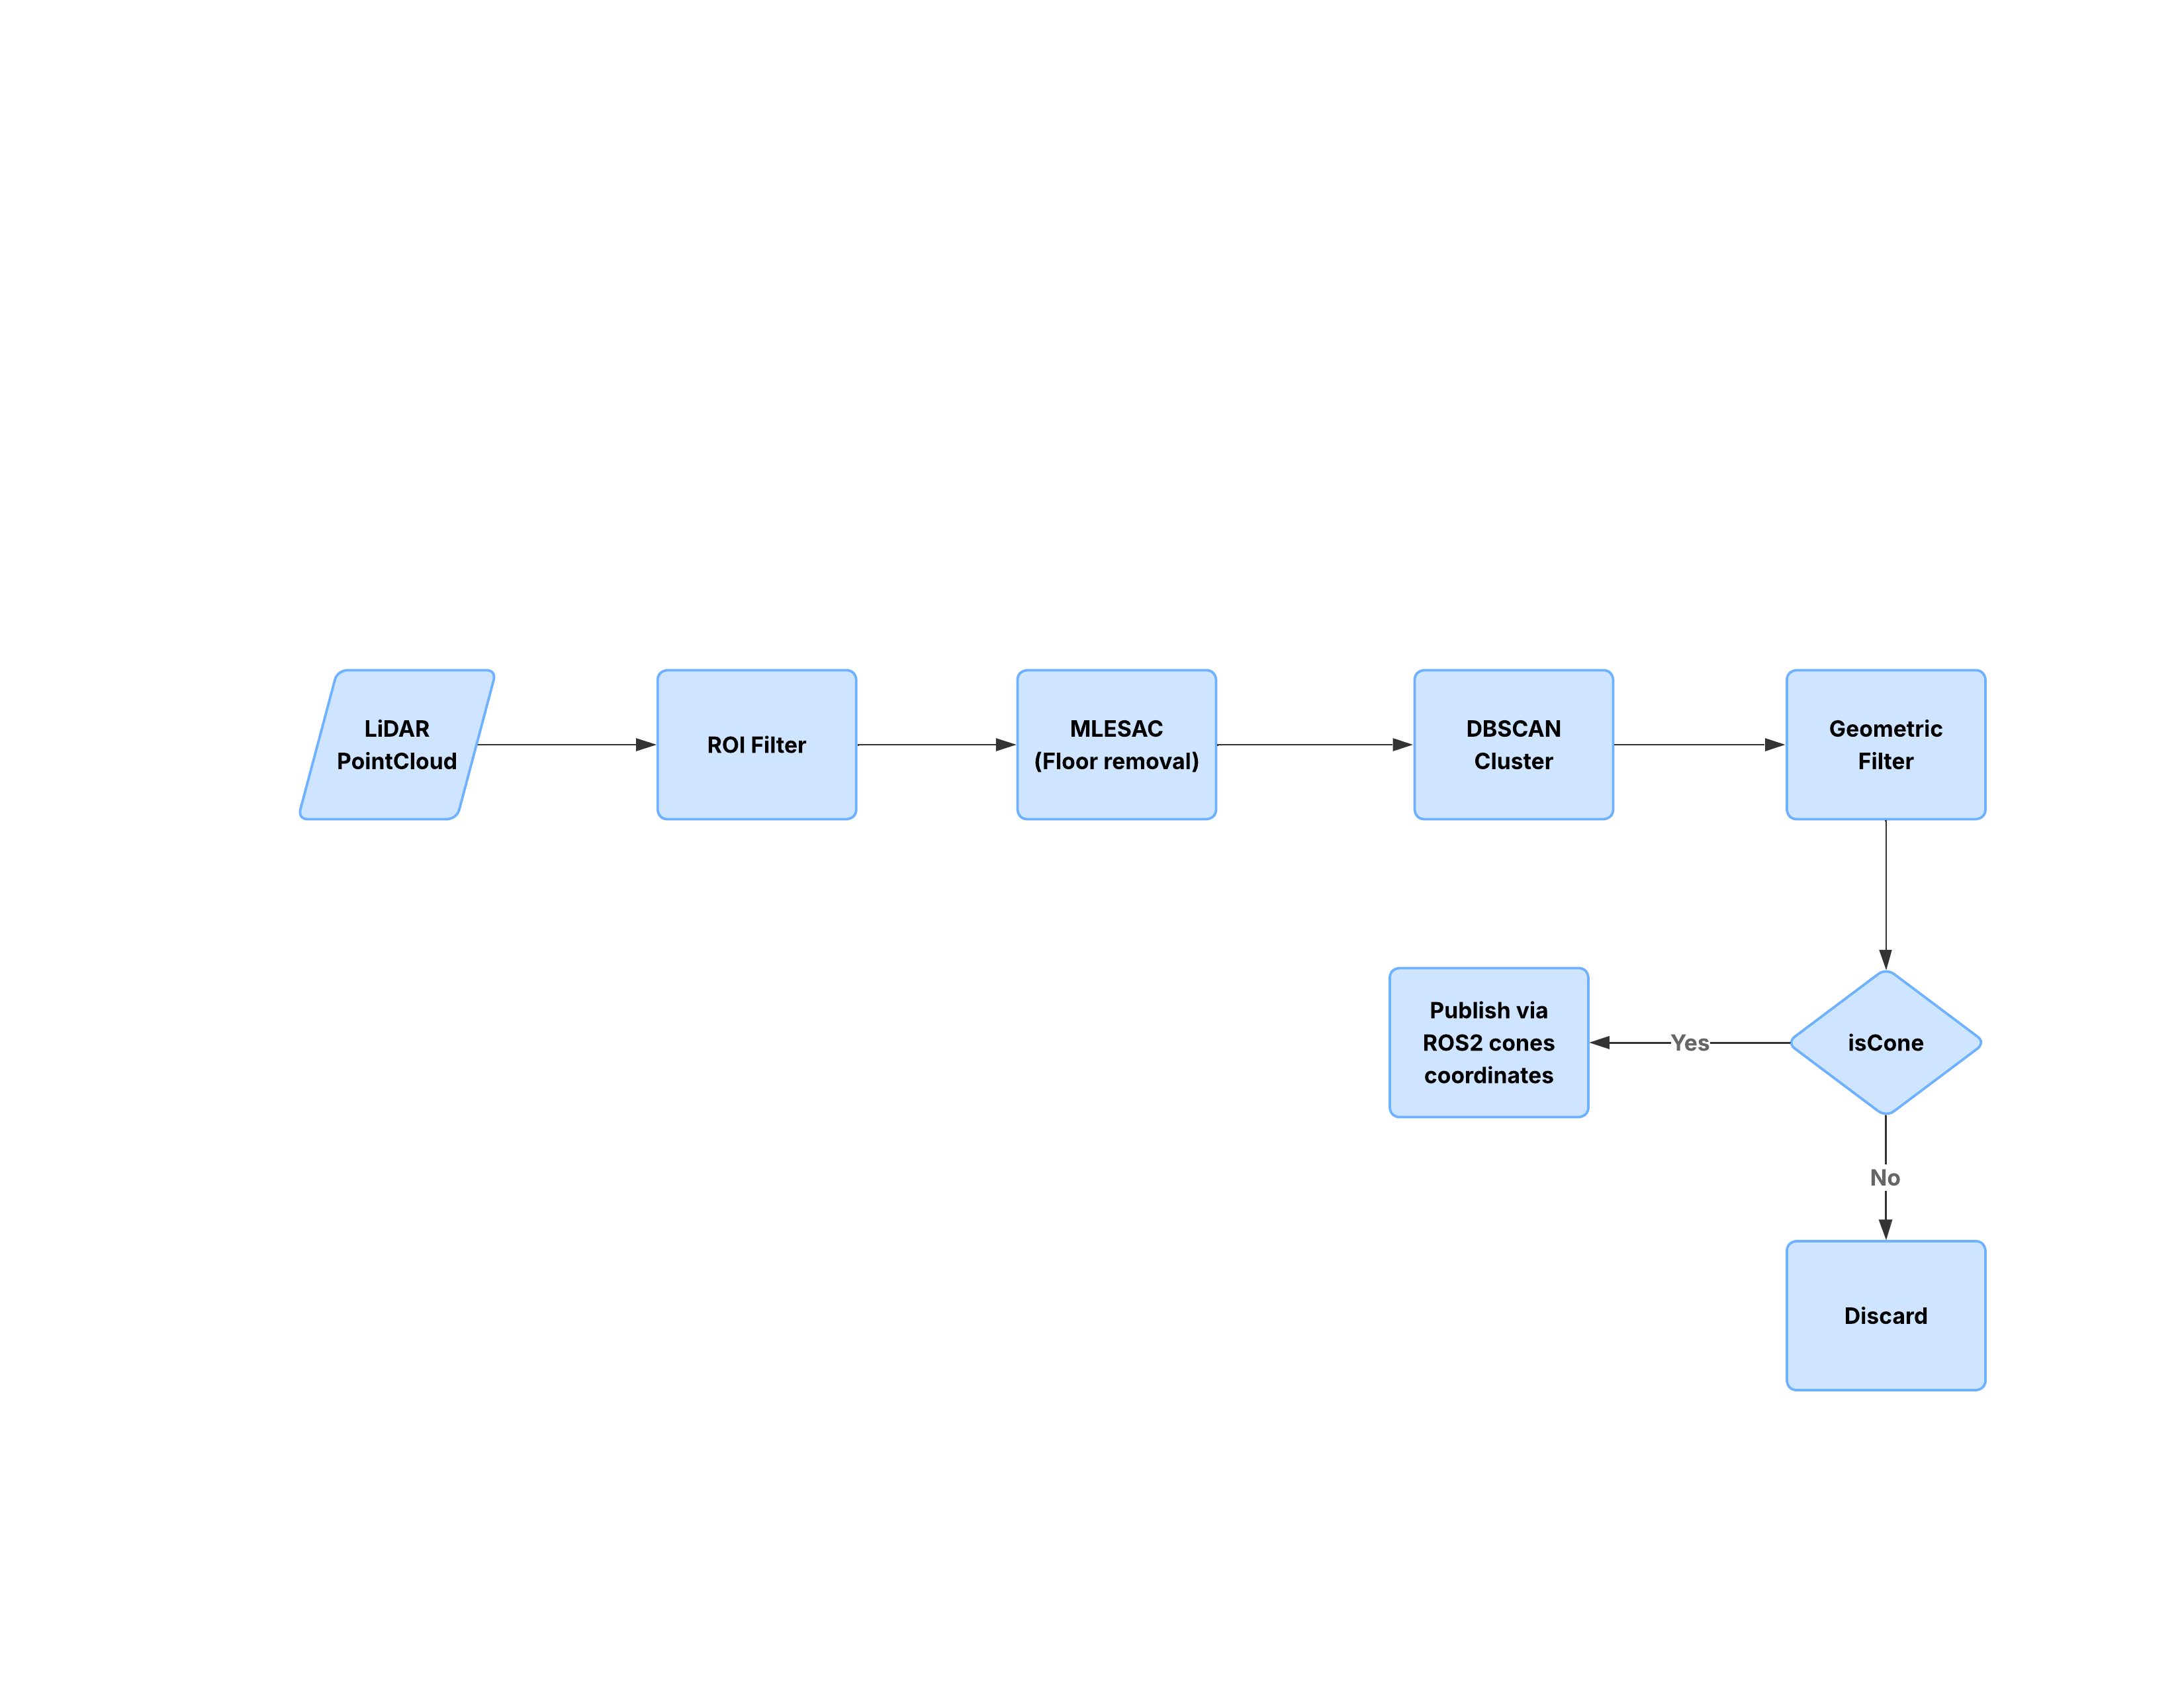 LiDAR
PointCloud
ROI Filter
MLESAC
(Floor removal)
DBSCAN
Cluster
Geometric
Filter
Publish via
ROS2 cones
coordinates
Yes
isCone
No
Discard